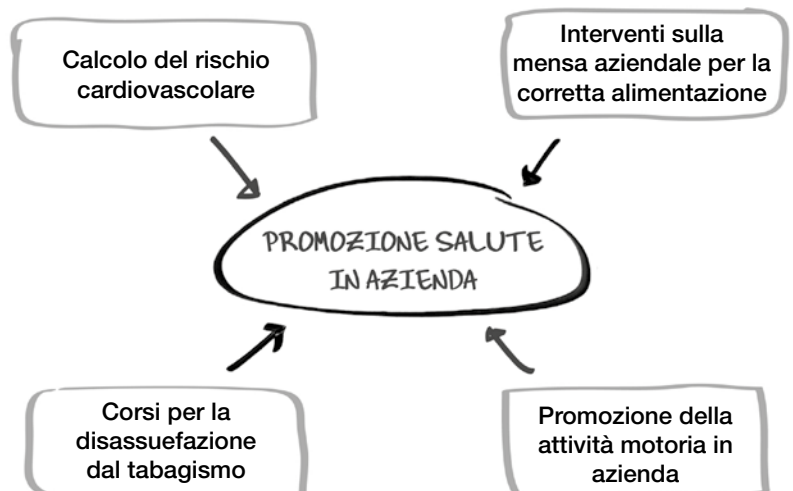 Calcolo del rischio
cardiovascolare
Interventi sulla
mensa aziendale per la
corretta alimentazione
PROMOZIONE SALUTE
IN AZIENDA
Corsi per la
disassuefazione
dal tabagismo
Promozione della
attività motoria in
azienda